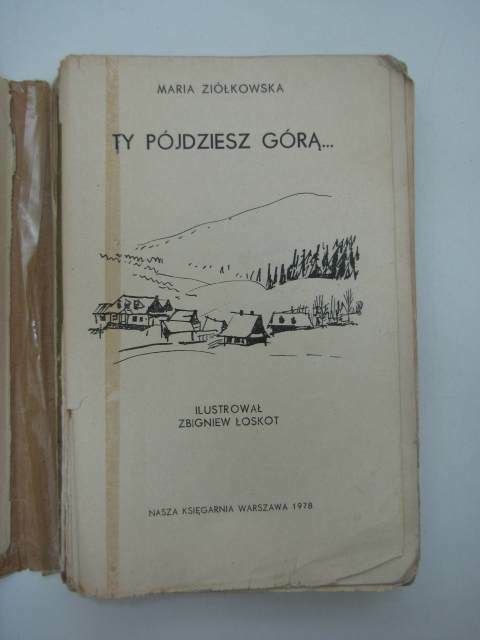 MARIA ZIÓŁKOWSKA
TY PÓJDZIESZ GÓRĄ...
ILUSTROWAŁ
ZBIGNIEW ŁOSKOT
NASZA KSIĘGARNIA WARSZAWA 1978